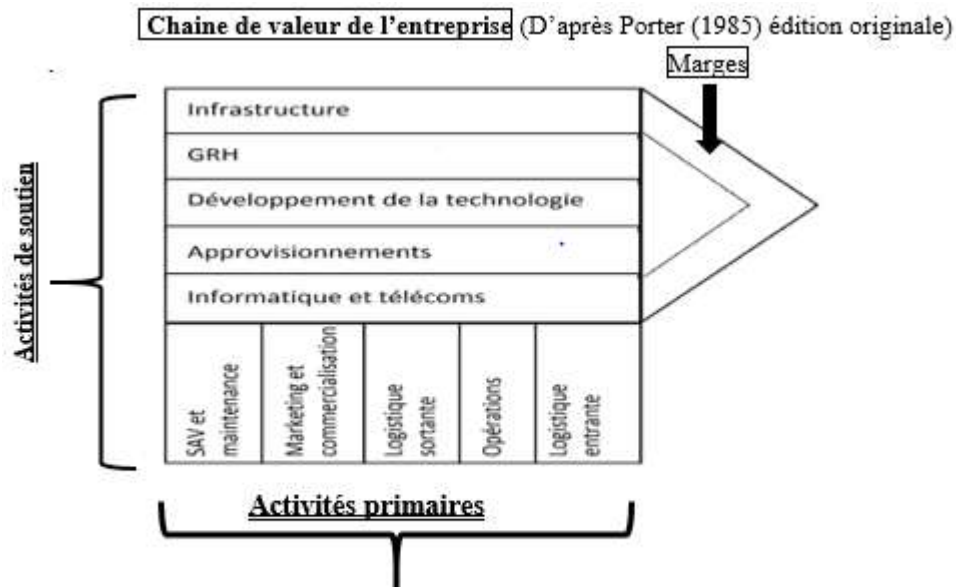 Chaine de valeur de l'entreprise (D'après Porter (1985) édition originale)
Marges
Activités de soutien
Infrastructure
GRH
Développement de la technologie
Approvisionnements
Informatique et télécoms
SAV et
maintenance
Marketing et
commercialisation
Logistique
sortante
Opérations
Logistique
entrante
Activités primaires